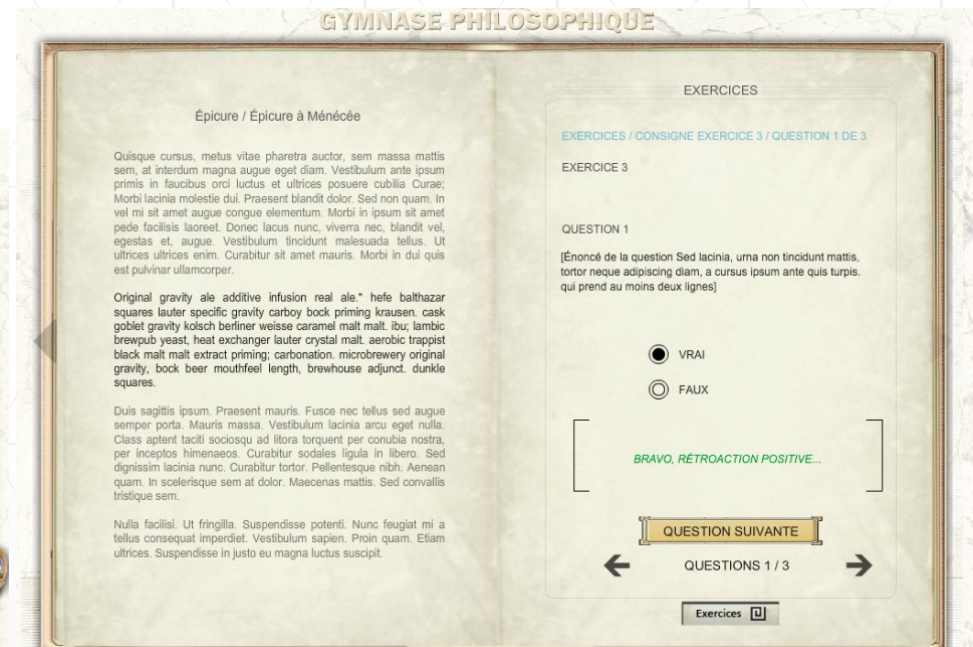 GYMNASE PHILOSOPHIQUE
Épicure / Épicure à Ménécée
Quisque cursus, metus vitae pharetra auctor, sem massa mattis
sem, at interdum magna augue eget diam. Vestibulum ante ipsum
primis in faucibus orci luctus et ultrices posuere cubilia Curae;
Morbi lacinia molestie dui. Praesent blandit dolor. Sed non quam. In
vel mi sit amet augue congue elementum. Morbi in ipsum sit amet
pede facilisis laoreet. Donec lacus nunc, viverra nec, blandit vel,
egestas et, augue. Vestibulum tincidunt malesuada tellus. Ut
ultrices ultrices enim. Curabitur sit amet mauris. Morbi in dui quis
est pulvinar ullamcorper.
Original gravity ale additive infusion real ale." hefe balthazar
squares lauter specific gravity carboy bock priming krausen. cask
goblet gravity kolsch berliner weisse caramel malt malt. ibu; lambic
brewpub yeast, heat exchanger lauter crystal malt. aerobic trappist
black malt malt extract priming; carbonation. microbrewery original
gravity, bock beer mouthfeel length, brewhouse adjunct. dunkle
squares.
Duis sagittis ipsum. Praesent mauris. Fusce nec tellus sed augue
semper porta. Mauris massa. Vestibulum lacinia arcu eget nulla.
Class aptent taciti sociosqu ad litora torquent per conubia nostra,
per inceptos himenaeos. Curabitur sodales ligula in libero. Sed
dignissim lacinia nunc. Curabitur tortor. Pellentesque nibh. Aenean
quam. In scelerisque sem at dolor. Maecenas mattis. Sed convallis
tristique sem.
Nulla facilisi. Ut fringilla. Suspendisse potenti. Nunc feugiat mi a
tellus consequat imperdiet. Vestibulum sapien. Proin quam. Etiam
ultrices. Suspendisse in justo eu magna luctus suscipit.
EXERCICES
EXERCICES / CONSIGNE EXERCICE 3 / QUESTION 1 DE 3
EXERCICE 3
QUESTION 1
[Énoncé de la question Sed lacinia, urna non tincidunt mattis,
tortor neque adipiscing diam, a cursus ipsum ante quis turpis.
qui prend au moins deux lignes]
VRAI
FAUX
BRAVO, RÉTROACTION POSITIVE...
QUESTION SUIVANTE
QUESTIONS 1 / 3
Exercices